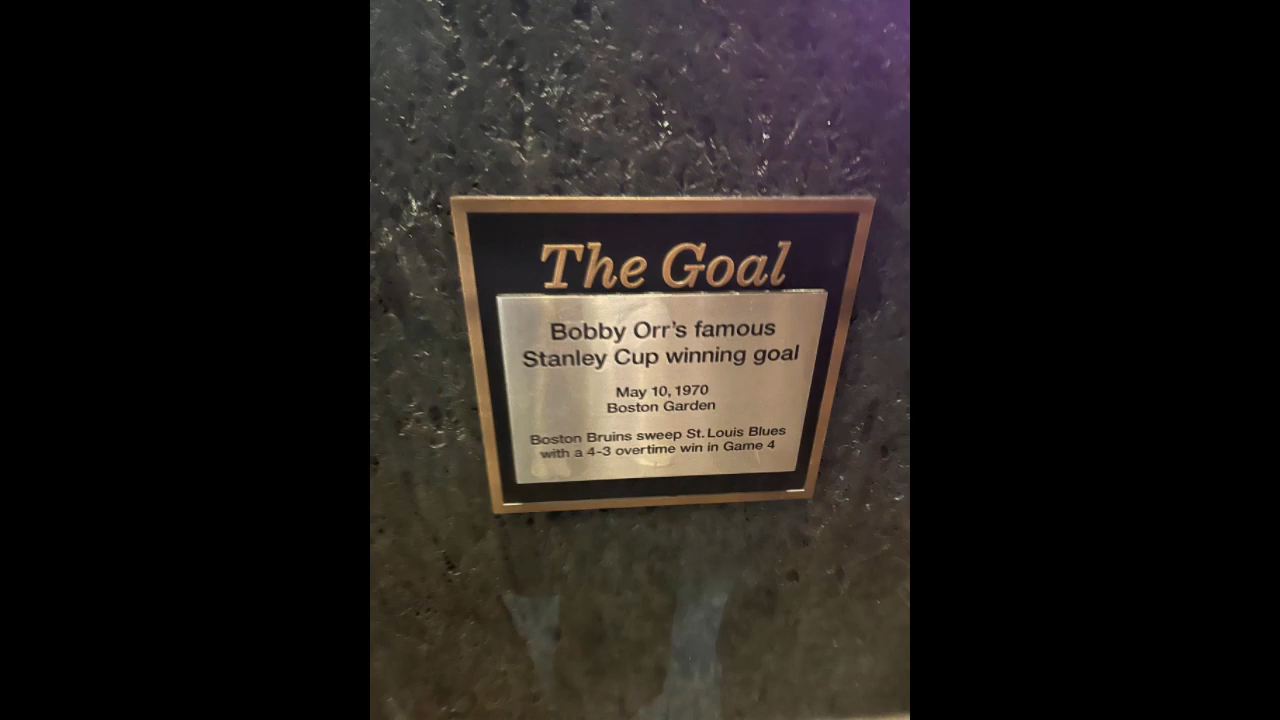 The Goal
Bobby Orr's famous
Stanley Cup winning goal
May 10, 1970
Boston Garden
Boston Bruins sweep St. Louis Blues
with a 4-3 overtime win in Game 4